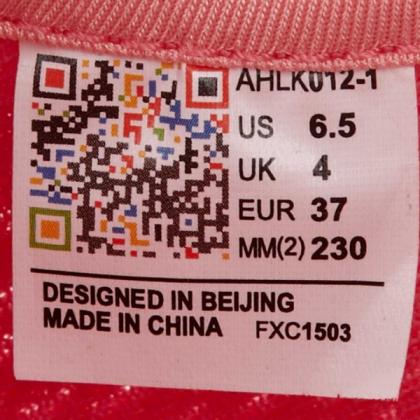 AHLK012-1
US 6.5
UK 4
EUR 37
MM(2) 230
DESIGNED IN BEIJING
MADE IN CHINA FXC1503